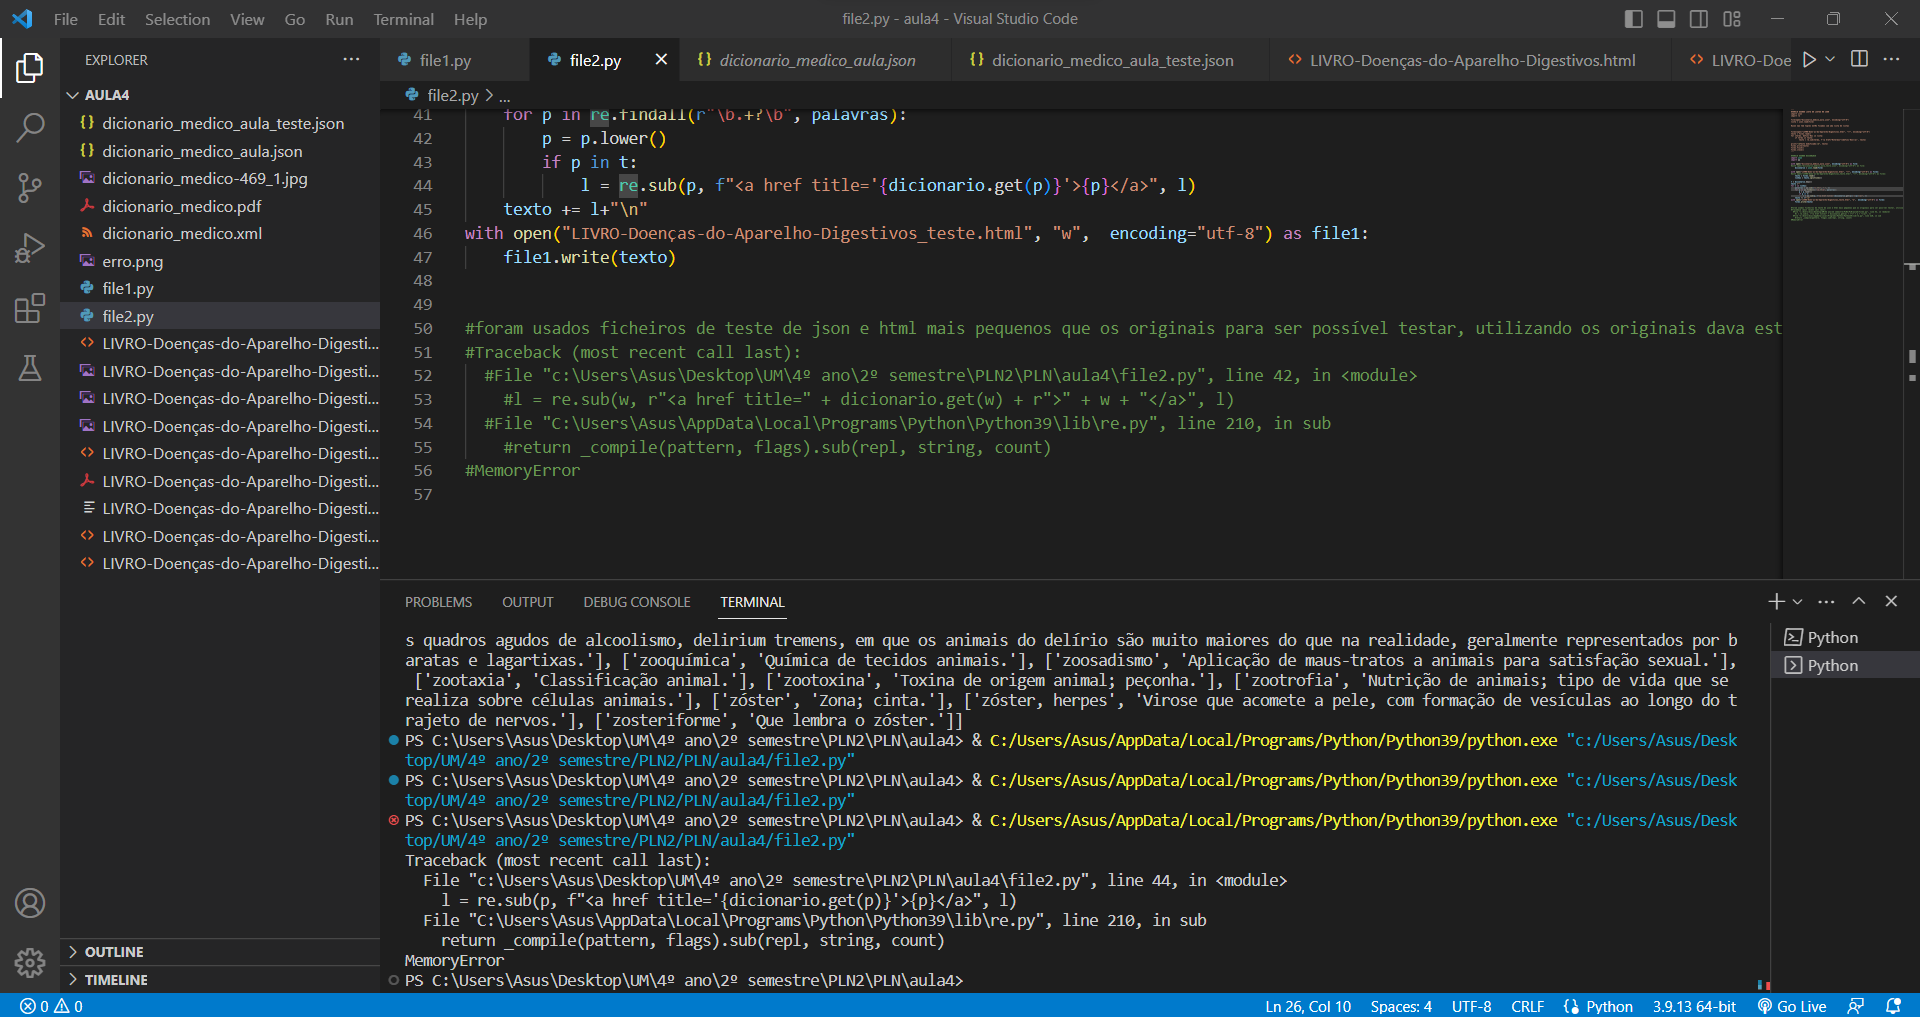 File Edit Selection View Go Run Terminal Help
file2.py - aula4 - Visual Studio Code
EXPLORER
file1.py
file2.py
dicionario_medico_aula.json
dicionario_medico_aula_teste.json
LIVRO-Doenças-do-Aparelho-Digestivos.html
LIVRO-Doe
AULA4
dicionario_medico_aula_teste.json
dicionario_medico_aula.json
dicionario_medico-469_1.jpg
dicionario_medico.pdf
dicionario_medico.xml
erro.png
file1.py
file2.py
LIVRO-Doenças-do-Aparelho-Digesti...
LIVRO-Doenças-do-Aparelho-Digesti...
LIVRO-Doenças-do-Aparelho-Digesti...
LIVRO-Doenças-do-Aparelho-Digesti...
LIVRO-Doenças-do-Aparelho-Digesti...
LIVRO-Doenças-do-Aparelho-Digesti...
LIVRO-Doenças-do-Aparelho-Digesti...
LIVRO-Doenças-do-Aparelho-Digesti...
LIVRO-Doenças-do-Aparelho-Digesti...
OUTLINE
TIMELINE
file2.py > ...
41 for p in re.findall(r"\b.+?\b", palavras):
42 p = p.lower()
43 if p in t:
44 l = re.sub(p, f"<a href title='{dicionario.get(p)}'>{p}</a>", l)
45 texto += l+"\n"
46 with open("LIVRO-Doenças-do-Aparelho-Digestivos_teste.html", "w",  encoding="utf-8") as file1:
47 file1.write(texto)
48
49
50 #foram usados ficheiros de teste de json e html mais pequenos que os originais para ser possível testar, utilizando os originais dava est
51 #Traceback (most recent call last):
52 #File "c:\Users\Asus\Desktop\UM\4º ano\2º semestre\PLN2\PLN\aula4\file2.py", line 42, in <module>
53 #l = re.sub(w, r"<a href title=" + dicionario.get(w) + r">" + w + "</a>", l)
54 #File "C:\Users\Asus\AppData\Local\Programs\Python\Python39\lib\re.py", line 210, in sub
55 #return _compile(pattern, flags).sub(repl, string, count)
56 #MemoryError
57
PROBLEMS OUTPUT DEBUG CONSOLE TERMINAL
s quadros agudos de alcoolismo, delirium tremens, em que os animais do delírio são muito maiores do que na realidade, geralmente representados por b
aratas e lagartixas.'], ['zooquímica', 'Química de tecidos animais.'], ['zoosadismo', 'Aplicação de maus-tratos a animais para satisfação sexual.'],
['zootaxia', 'Classificação animal.'], ['zootoxina', 'Toxina de origem animal; peçonha.'], ['zootrofia', 'Nutrição de animais; tipo de vida que se
realiza sobre células animais.'], ['zóster', 'Zona; cinta.'], ['zóster, herpes', 'Virose que acomete a pele, com formação de vesículas ao longo do t
rajeto de nervos.'], ['zosteriforme', 'Que lembra o zóster.']]
PS C:\Users\Asus\Desktop\UM\4º ano\2º semestre\PLN2\PLN\aula4> & C:/Users/Asus/AppData/Local/Programs/Python/Python39/python.exe "c:/Users/Asus/Desk
top/UM/4º ano/2º semestre/PLN2/PLN/aula4/file2.py"
PS C:\Users\Asus\Desktop\UM\4º ano\2º semestre\PLN2\PLN\aula4> & C:/Users/Asus/AppData/Local/Programs/Python/Python39/python.exe "c:/Users/Asus/Desk
top/UM/4º ano/2º semestre/PLN2/PLN/aula4/file2.py"
PS C:\Users\Asus\Desktop\UM\4º ano\2º semestre\PLN2\PLN\aula4> & C:/Users/Asus/AppData/Local/Programs/Python/Python39/python.exe "c:/Users/Asus/Desk
top/UM/4º ano/2º semestre/PLN2/PLN/aula4/file2.py"
Traceback (most recent call last):
File "c:\Users\Asus\Desktop\UM\4º ano\2º semestre\PLN2\PLN\aula4\file2.py", line 44, in <module>
l = re.sub(p, f"<a href title='{dicionario.get(p)}'>{p}</a>", l)
File "C:\Users\Asus\AppData\Local\Programs\Python\Python39\lib\re.py", line 210, in sub
return _compile(pattern, flags).sub(repl, string, count)
MemoryError
PS C:\Users\Asus\Desktop\UM\4º ano\2º semestre\PLN2\PLN\aula4>
Python
Python
0 0
Ln 26, Col 10 Spaces: 4 UTF-8 CRLF Python 3.9.13 64-bit Go Live